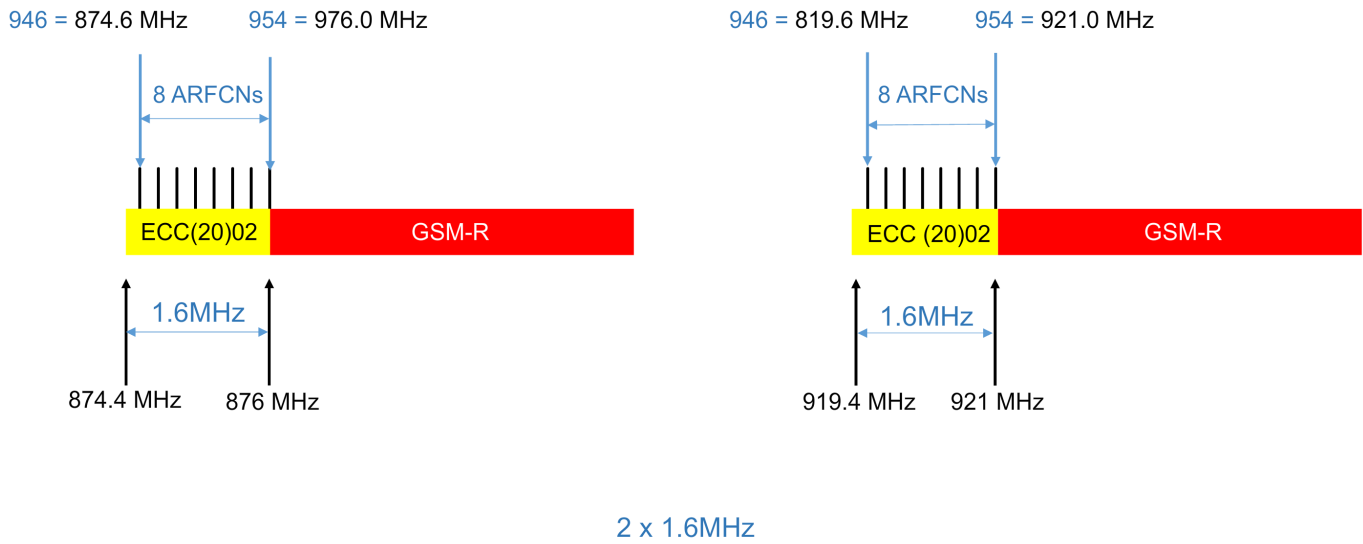 946 = 874.6 MHz
954 = 976.0 MHz
946 = 819.6 MHz
954 = 921.0 MHz
8 ARFCNs
8 ARFCNs
ECC(20)02
GSM-R
ECC (20)02
GSM-R
1.6MHz
1.6MHz
874.4 MHz
876 MHz
919.4 MHz
921 MHz
2 x 1.6MHz